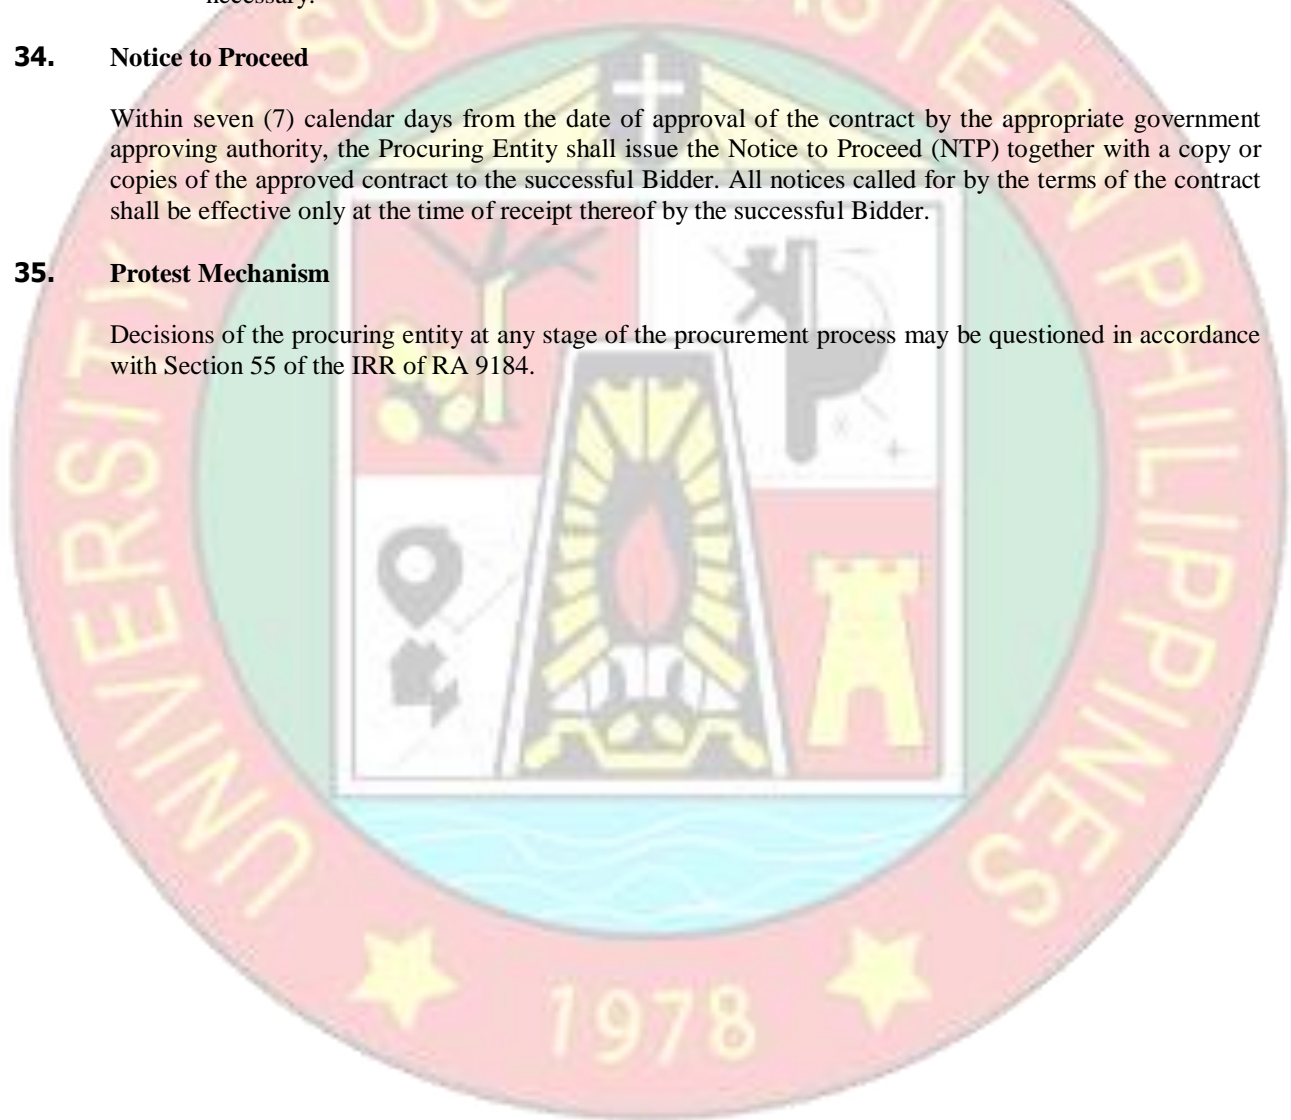 necessary.
34. Notice to Proceed
Within seven (7) calendar days from the date of approval of the contract by the appropriate government
approving authority, the Procuring Entity shall issue the Notice to Proceed (NTP) together with a copy or
copies of the approved contract to the successful Bidder. All notices called for by the terms of the contract
shall be effective only at the time of receipt thereof by the successful Bidder.
35. Protest Mechanism
Decisions of the procuring entity at any stage of the procurement process may be questioned in accordance
with Section 55 of the IRR of RA 9184.
UNIVERSITY OF PHILIPPINES
1978